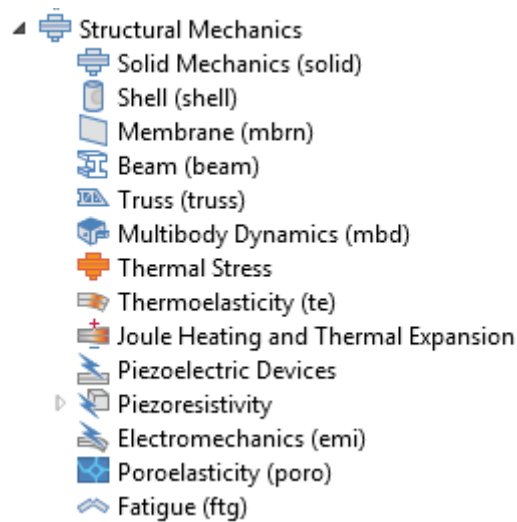 Structural Mechanics
Solid Mechanics (solid)
Shell (shell)
Membrane (mbrn)
Beam (beam)
Truss (truss)
Multibody Dynamics (mbd)
Thermal Stress
Thermoelasticity (te)
Joule Heating and Thermal Expansion
Piezoelectric Devices
Piezoresistivity
Electromechanics (emi)
Poroelasticity (poro)
Fatigue (ftg)